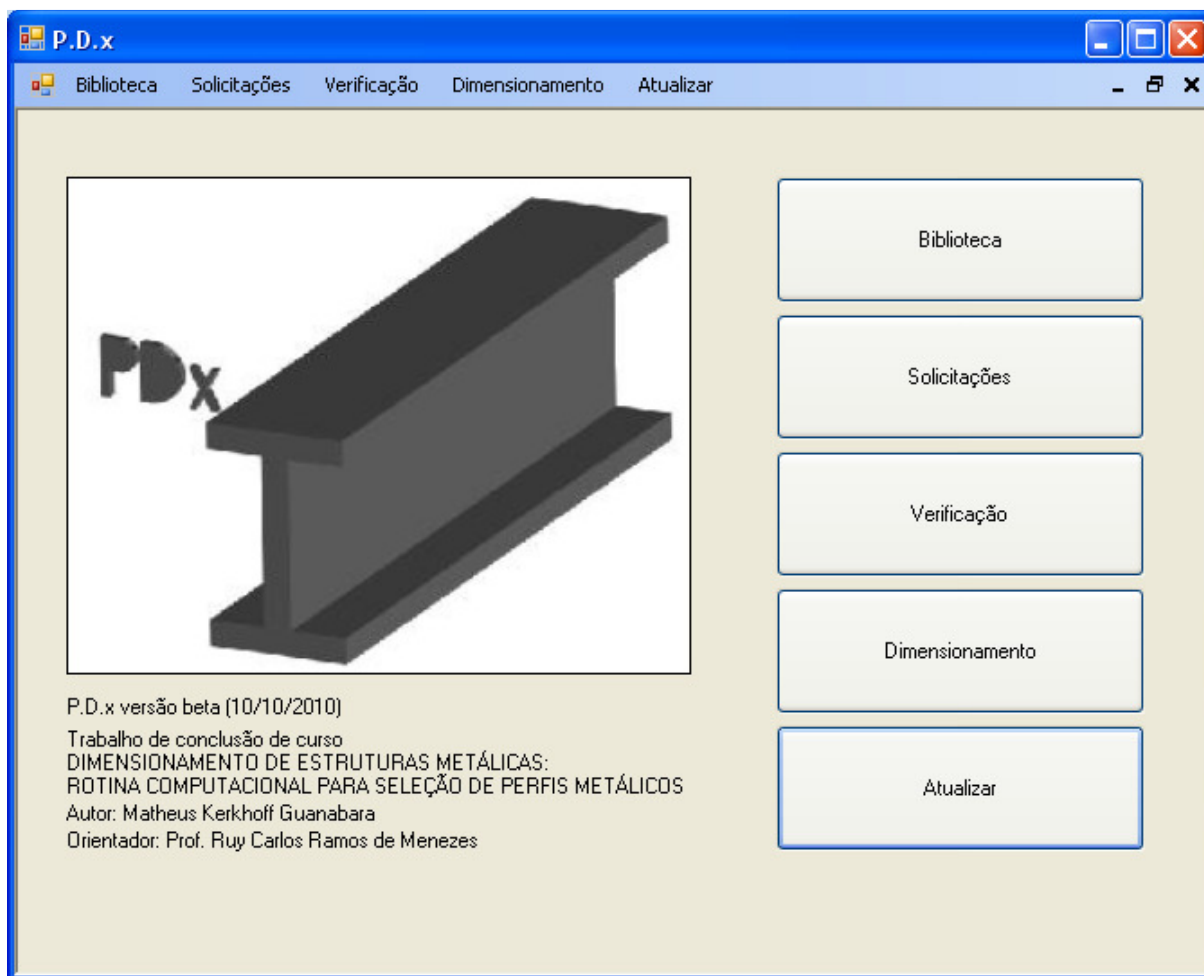 P.D.x
Biblioteca Solicitações Verificação Dimensionamento Atualizar
PDx
P.D.x versão beta (10/10/2010)
Trabalho de conclusão de curso
DIMENSIONAMENTO DE ESTRUTURAS METÁLICAS:
ROTINA COMPUTACIONAL PARA SELEÇÃO DE PERFIS METÁLICOS
Autor: Matheus Kerkhoff Guanabara
Orientador: Prof. Ruy Carlos Ramos de Menezes
Biblioteca
Solicitações
Verificação
Dimensionamento
Atualizar